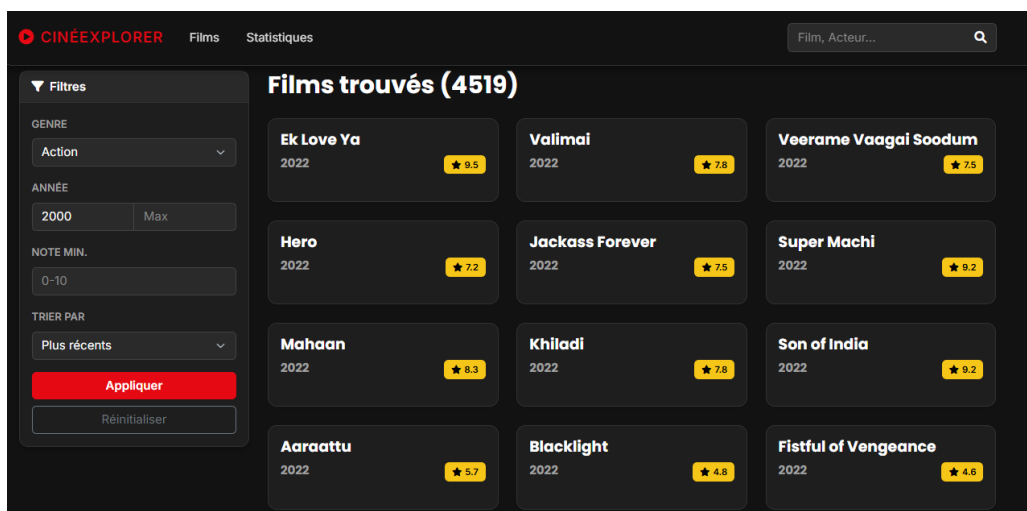 CINÉEXPLORER Films Statistiques Film, Acteur...
Filtres
GENRE
Action
ANNÉE
2000 Max
NOTE MIN.
0-10
TRIER PAR
Plus récents
Appliquer
Réinitialiser
Films trouvés (4519)
Ek Love Ya
2022 9.5
Valimai
2022 7.8
Veerame Vaagai Soodum
2022 7.5
Hero
2022 7.2
Jackass Forever
2022 7.5
Super Machi
2022 9.2
Mahaan
2022 8.3
Khiladi
2022 7.8
Son of India
2022 9.2
Aaraattu
2022 5.7
Blacklight
2022 4.8
Fistful of Vengeance
2022 4.6